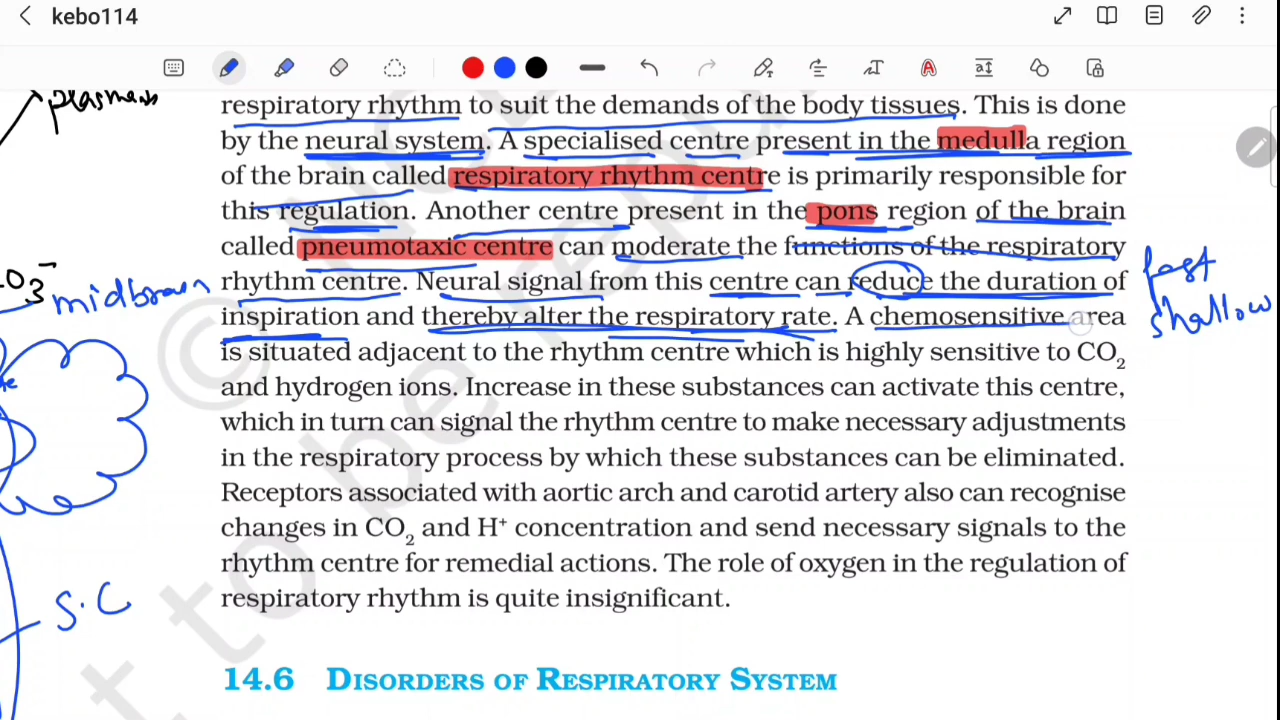 kebo114
plasma
respiratory rhythm to suit the demands of the body tissues. This is done
by the neural system. A specialised centre present in the medulla region
of the brain called respiratory rhythm centre is primarily responsible for
this regulation. Another centre present in the pons region of the brain
called pneumotaxic centre can moderate the functions of the respiratory
rhythm centre. Neural signal from this centre can reduce the duration of
inspiration and thereby alter the respiratory rate. A chemosensitive area
is situated adjacent to the rhythm centre which is highly sensitive to CO₂
and hydrogen ions. Increase in these substances can activate this centre,
which in turn can signal the rhythm centre to make necessary adjustments
in the respiratory process by which these substances can be eliminated.
Receptors associated with aortic arch and carotid artery also can recognise
changes in CO₂ and H⁺ concentration and send necessary signals to the
rhythm centre for remedial actions. The role of oxygen in the regulation of
respiratory rhythm is quite insignificant.
O₃⁻
midbrain
fast
shallow
S.C
14.6 DISORDERS OF RESPIRATORY SYSTEM